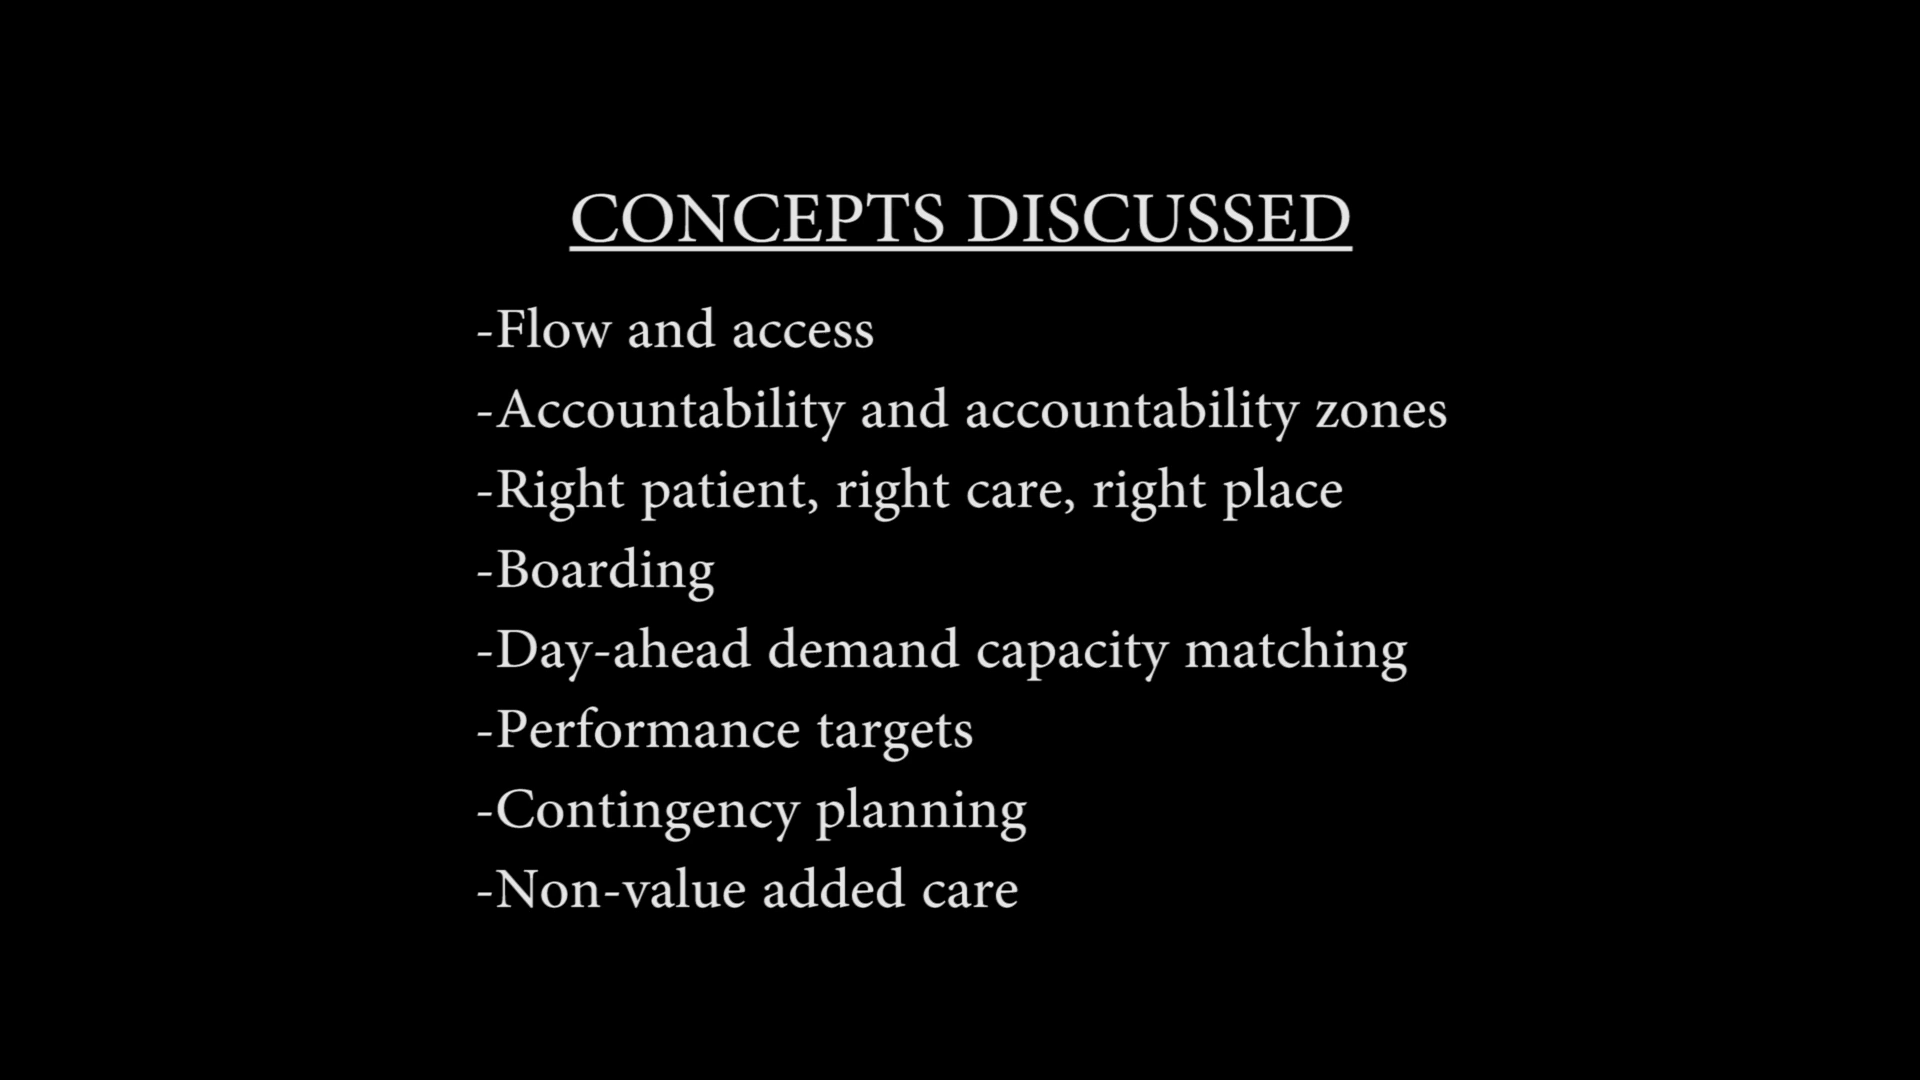 CONCEPTS DISCUSSED
-Flow and access
-Accountability and accountability zones
-Right patient, right care, right place
-Boarding
-Day-ahead demand capacity matching
-Performance targets
-Contingency planning
-Non-value added care